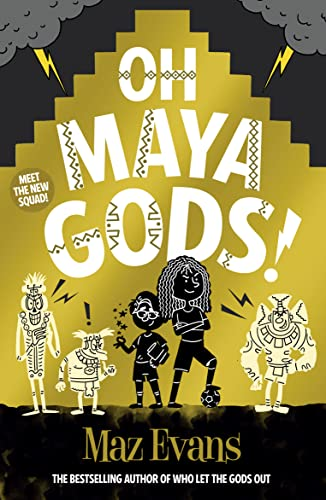 OH
MAYA
GODS!
MEET
THE NEW
SQUAD!
Maz Evans
THE BESTSELLING AUTHOR OF WHO LET THE GODS OUT